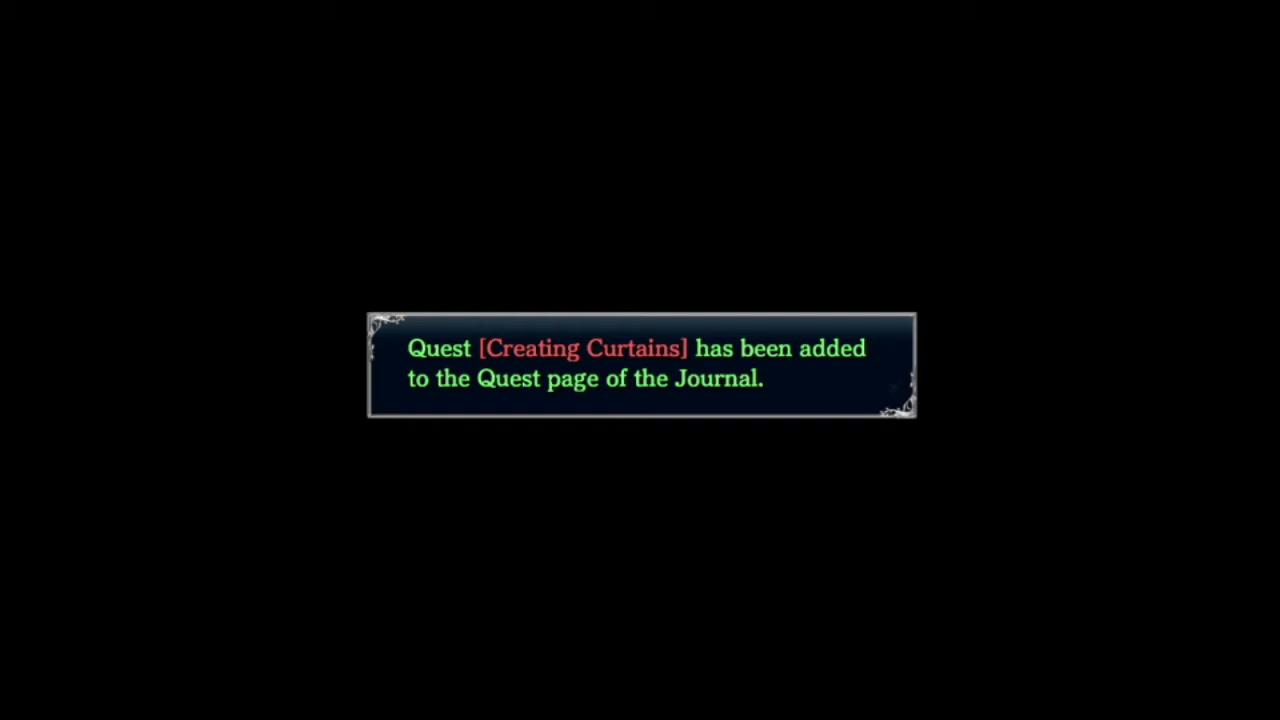 Quest [Creating Curtains] has been added
to the Quest page of the Journal.